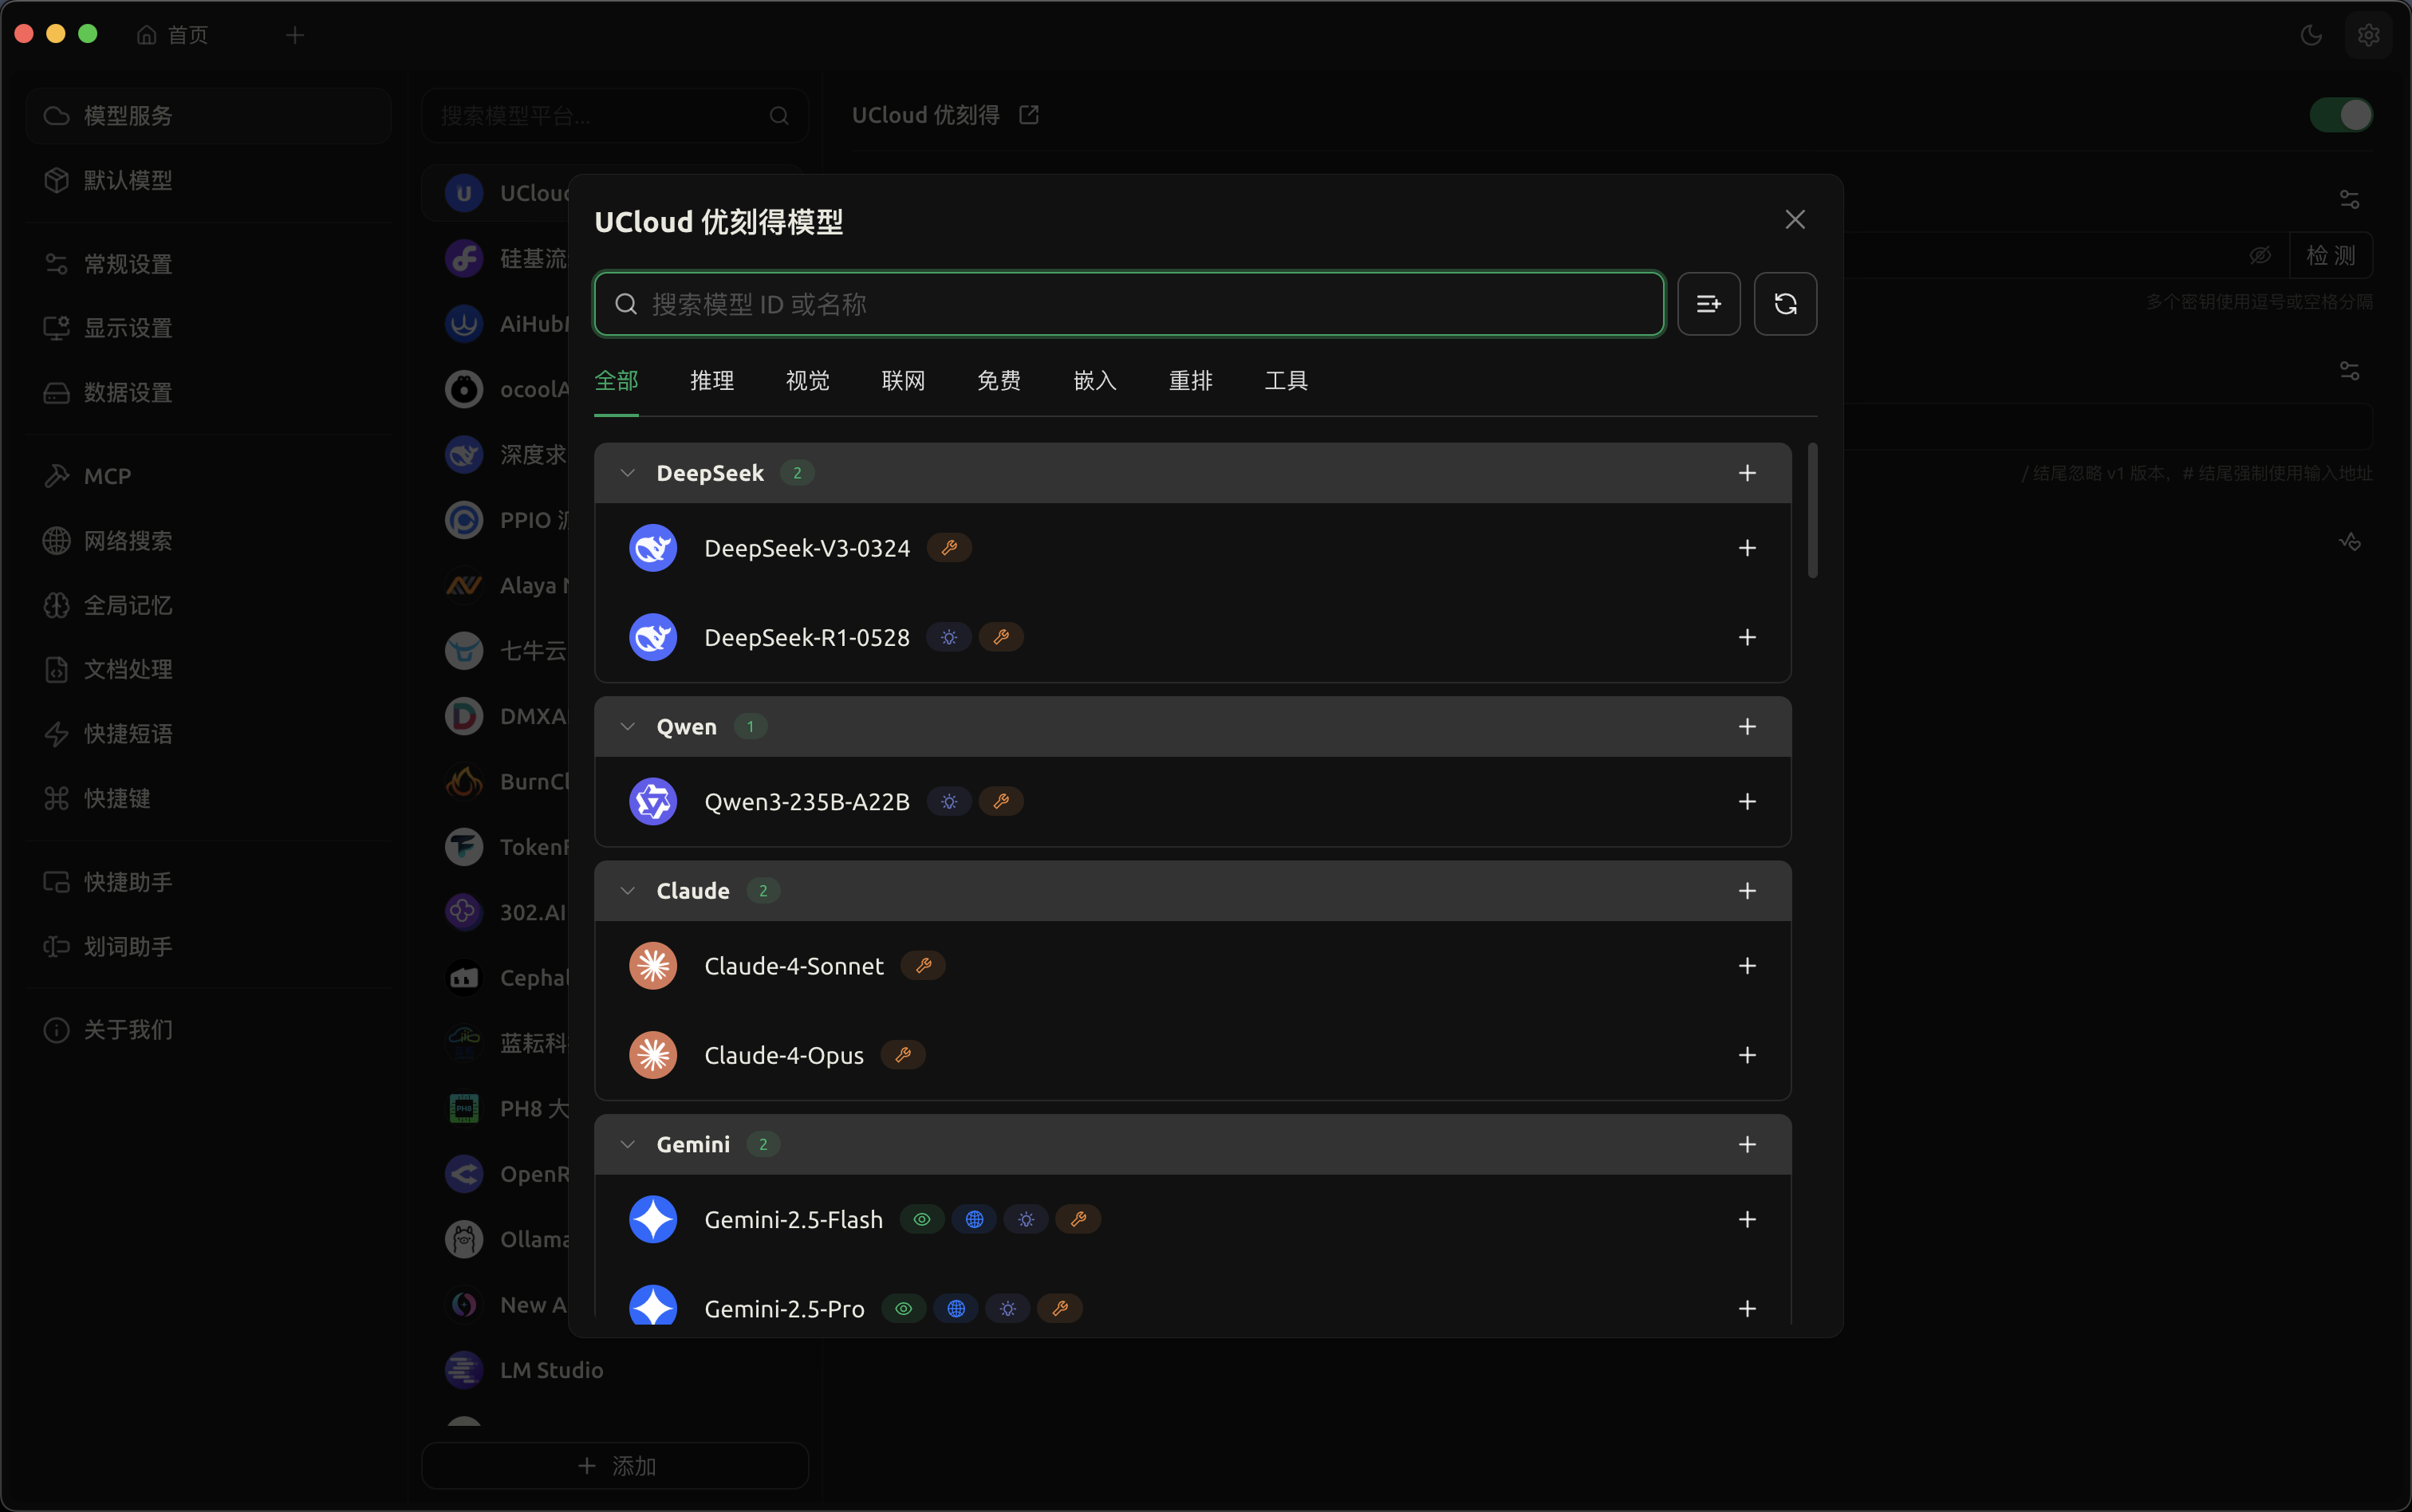 首页
模型服务
默认模型
常规设置
显示设置
数据设置
MCP
网络搜索
全局记忆
文档处理
快捷短语
快捷键
快捷助手
划词助手
关于我们
搜索模型平台...
UCloud
硅基流
AiHub
ocoolA
深度求
PPIO
Alaya
七牛云
DMXA
BurnCl
Token
302.AI
Cephal
蓝耘科
PH8 大
OpenR
Ollama
New A
LM Studio
添加
UCloud 优刻得
检 测
多个密钥使用逗号或空格分隔
/ 结尾忽略 v1 版本，# 结尾强制使用输入地址
UCloud 优刻得模型
搜索模型 ID 或名称
全部 推理 视觉 联网 免费 嵌入 重排 工具
DeepSeek 2
DeepSeek-V3-0324
DeepSeek-R1-0528
Qwen 1
Qwen3-235B-A22B
Claude 2
Claude-4-Sonnet
Claude-4-Opus
Gemini 2
Gemini-2.5-Flash
Gemini-2.5-Pro